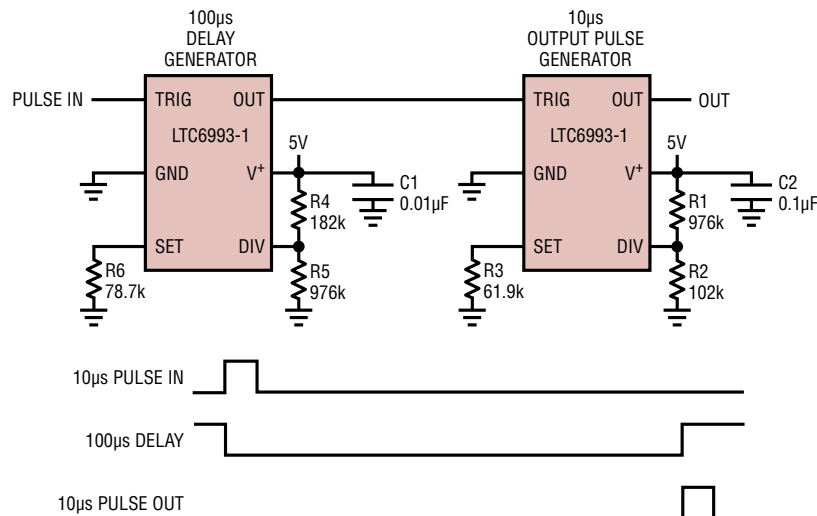 100µs
DELAY
GENERATOR
10µs
OUTPUT PULSE
GENERATOR
PULSE IN
TRIG OUT
LTC6993-1
GND V+
SET DIV
5V
C1
0.01µF
R4
182k
R5
976k
R6
78.7k
TRIG OUT
OUT
LTC6993-1
GND V+
SET DIV
5V
C2
0.1µF
R1
976k
R2
102k
R3
61.9k
10µs PULSE IN
100µs DELAY
10µs PULSE OUT